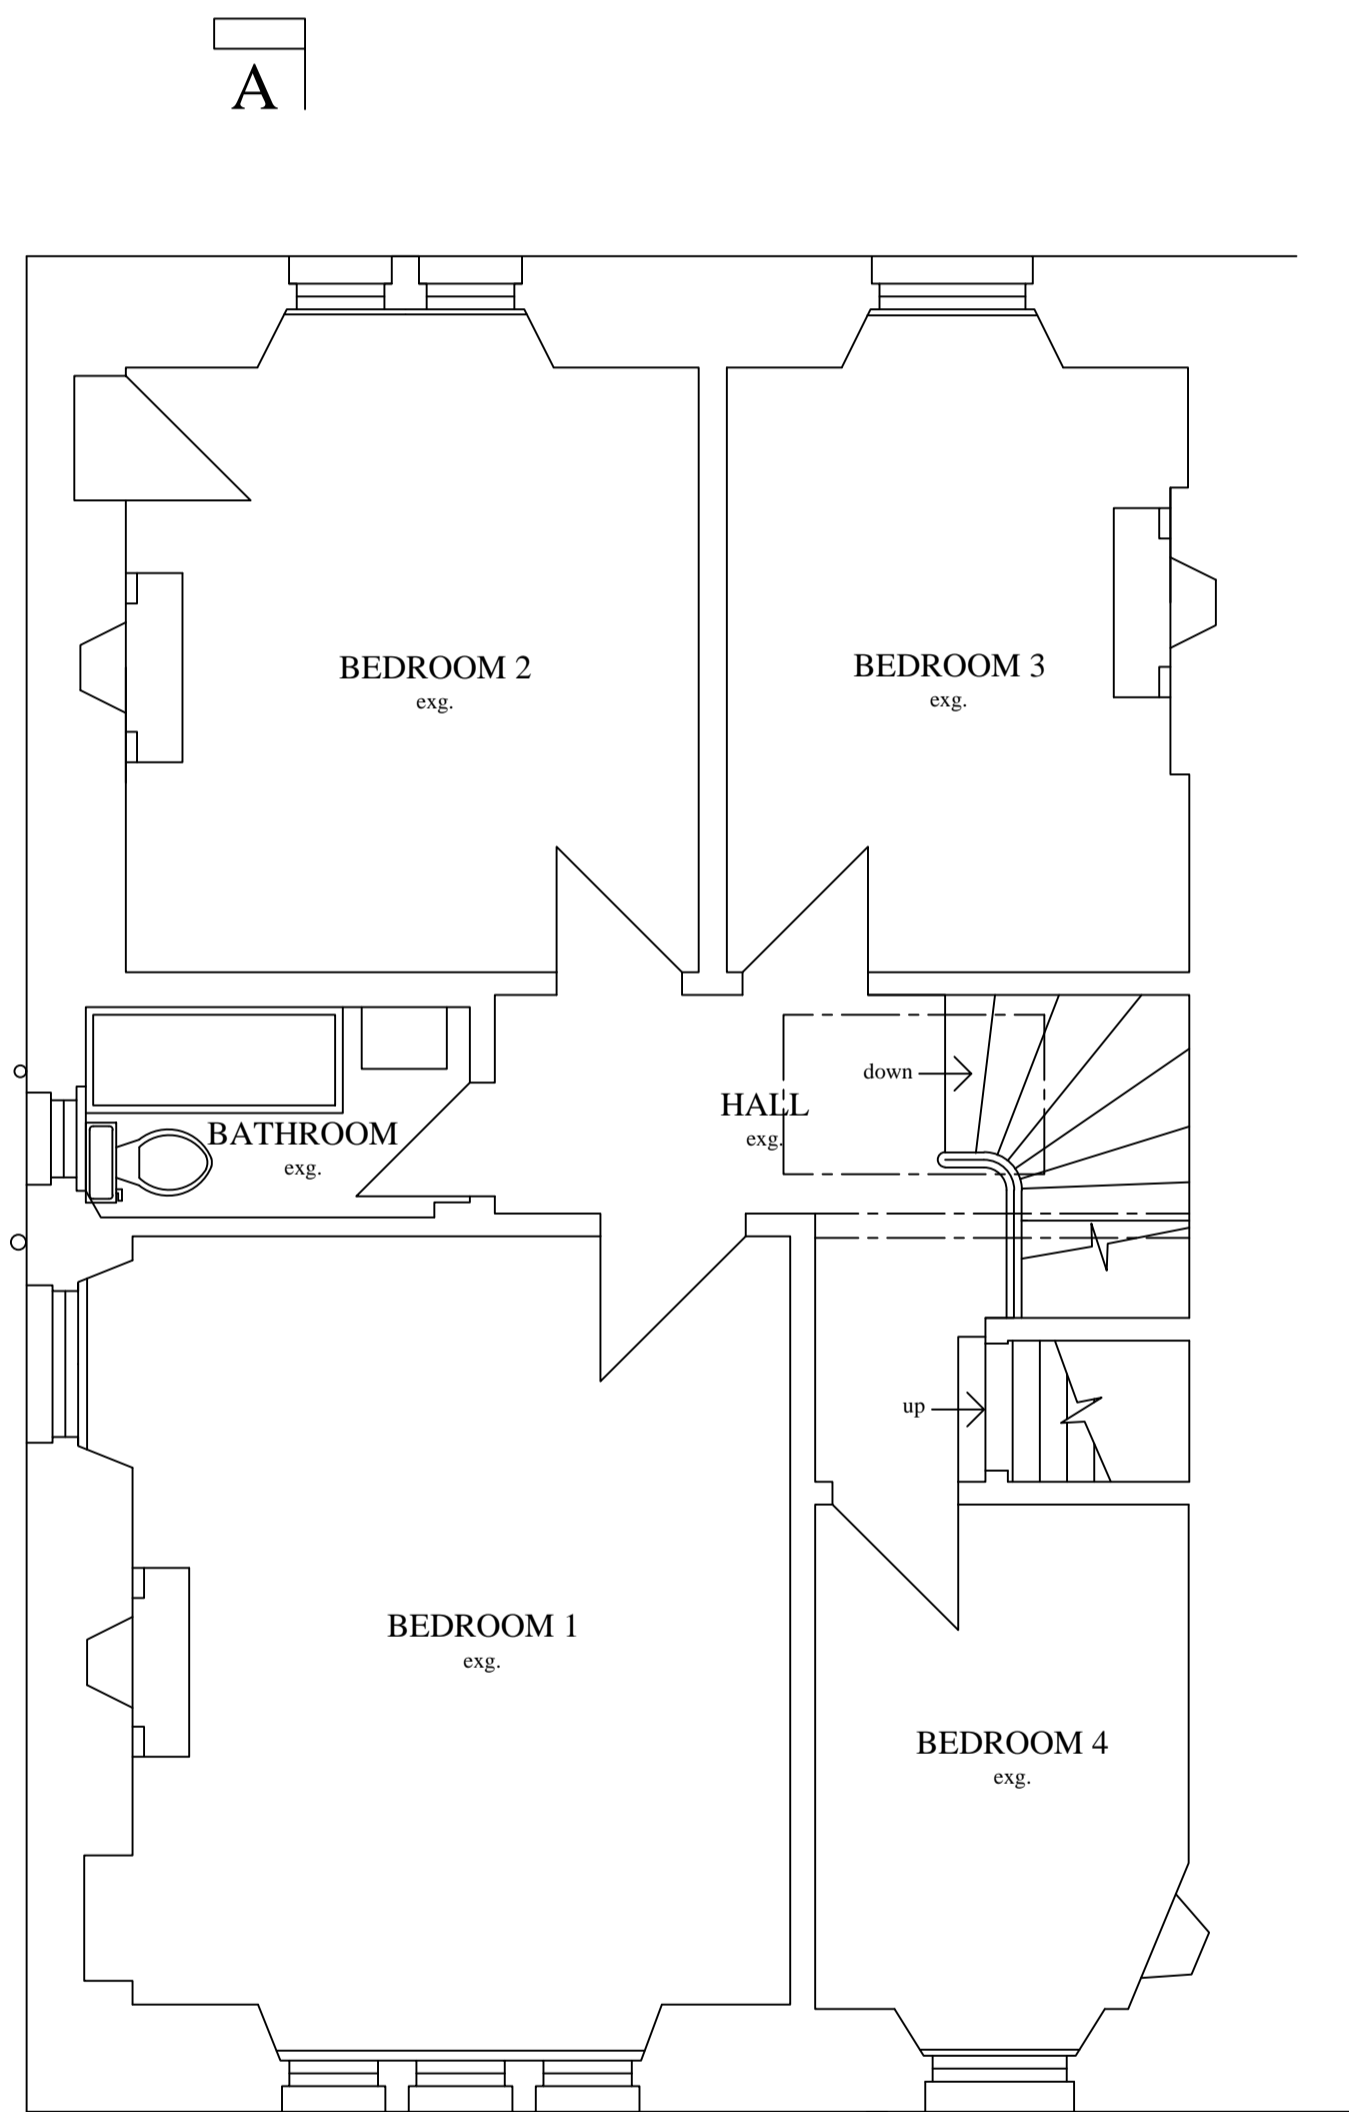 A
BEDROOM 2
exg.
BEDROOM 3
exg.
down
HALL
exg.
BATHROOM
exg.
up
BEDROOM 1
exg.
BEDROOM 4
exg.